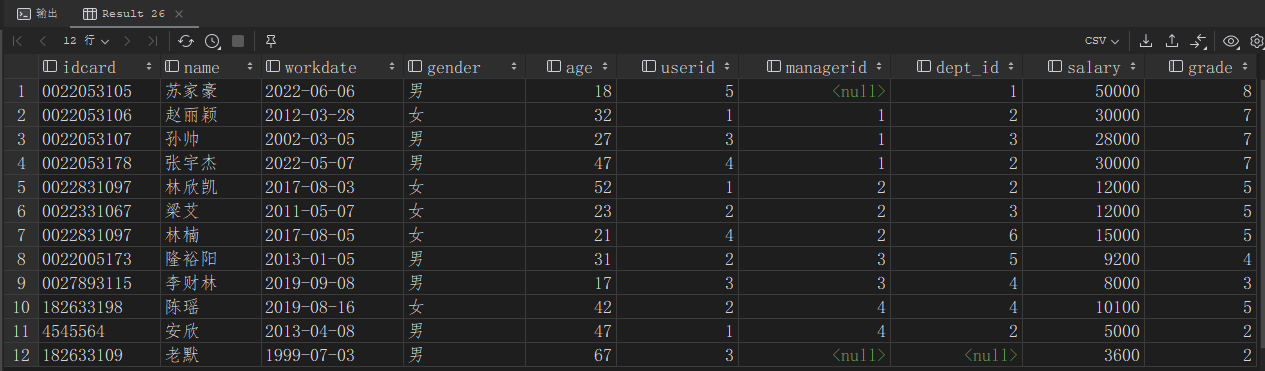 输出 Result 26
12 行 CSV
idcard name workdate gender age userid managerid dept_id salary grade
1 0022053105 苏家豪 2022-06-06 男 18 5 <null> 1 50000 8
2 0022053106 赵丽颖 2012-03-28 女 32 1 1 2 30000 7
3 0022053107 孙帅 2002-03-05 男 27 3 1 3 28000 7
4 0022053178 张宇杰 2022-05-07 男 47 4 1 2 30000 7
5 0022831097 林欣凯 2017-08-03 女 52 1 2 2 12000 5
6 0022331067 梁艾 2011-05-07 女 23 2 2 3 12000 5
7 0022831097 林楠 2017-08-05 女 21 4 2 6 15000 5
8 0022005173 隆裕阳 2013-01-05 男 31 2 3 5 9200 4
9 0027893115 李财林 2019-09-08 男 17 3 3 4 8000 3
10 182633198 陈瑶 2019-08-16 女 42 2 4 4 10100 5
11 4545564 安欣 2013-04-08 男 47 1 4 2 5000 2
12 182633109 老默 1999-07-03 男 67 3 <null> <null> 3600 2